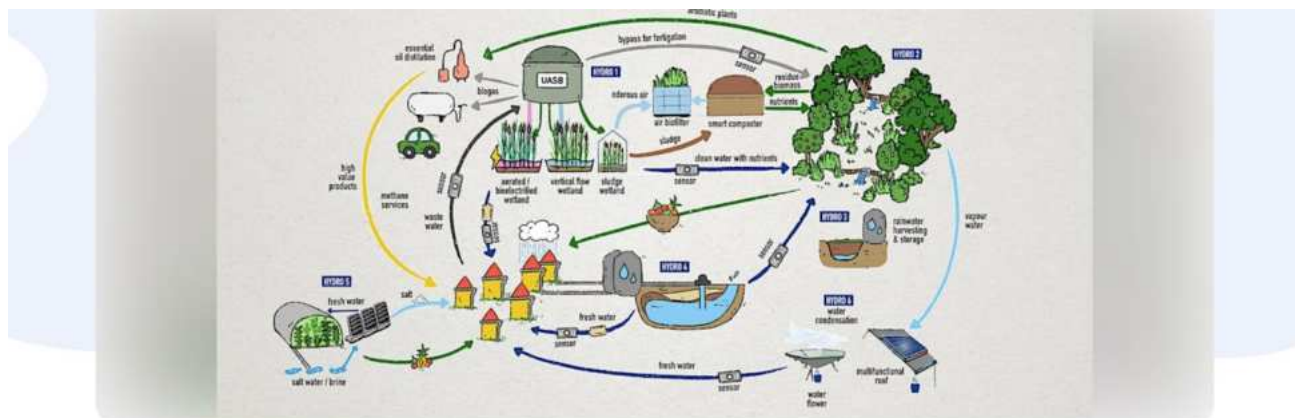 aromatic plants
essential
oil distilation
bypass for fertigation
sensor
HYDRO 1
HYDRO 2
UASB
biogas
odorous air
air biofilter
smart composter
residue
biomass
nutrients
sludge
aerated /
bioelectrified
wetland
vertical flow
wetland
sludge
wetland
clean water with nutrients
sensor
high
value
products
methane
services
sensor
waste
water
sensor
HYDRO 3
rainwater
harvesting
& storage
vapour
water
HYDRO 4
sensor
HYDRO 5
fresh water
salt
salt water / brine
fresh water
sensor
HYDRO 6
water
condensation
fresh water
sensor
water
flower
multifunctional
roof